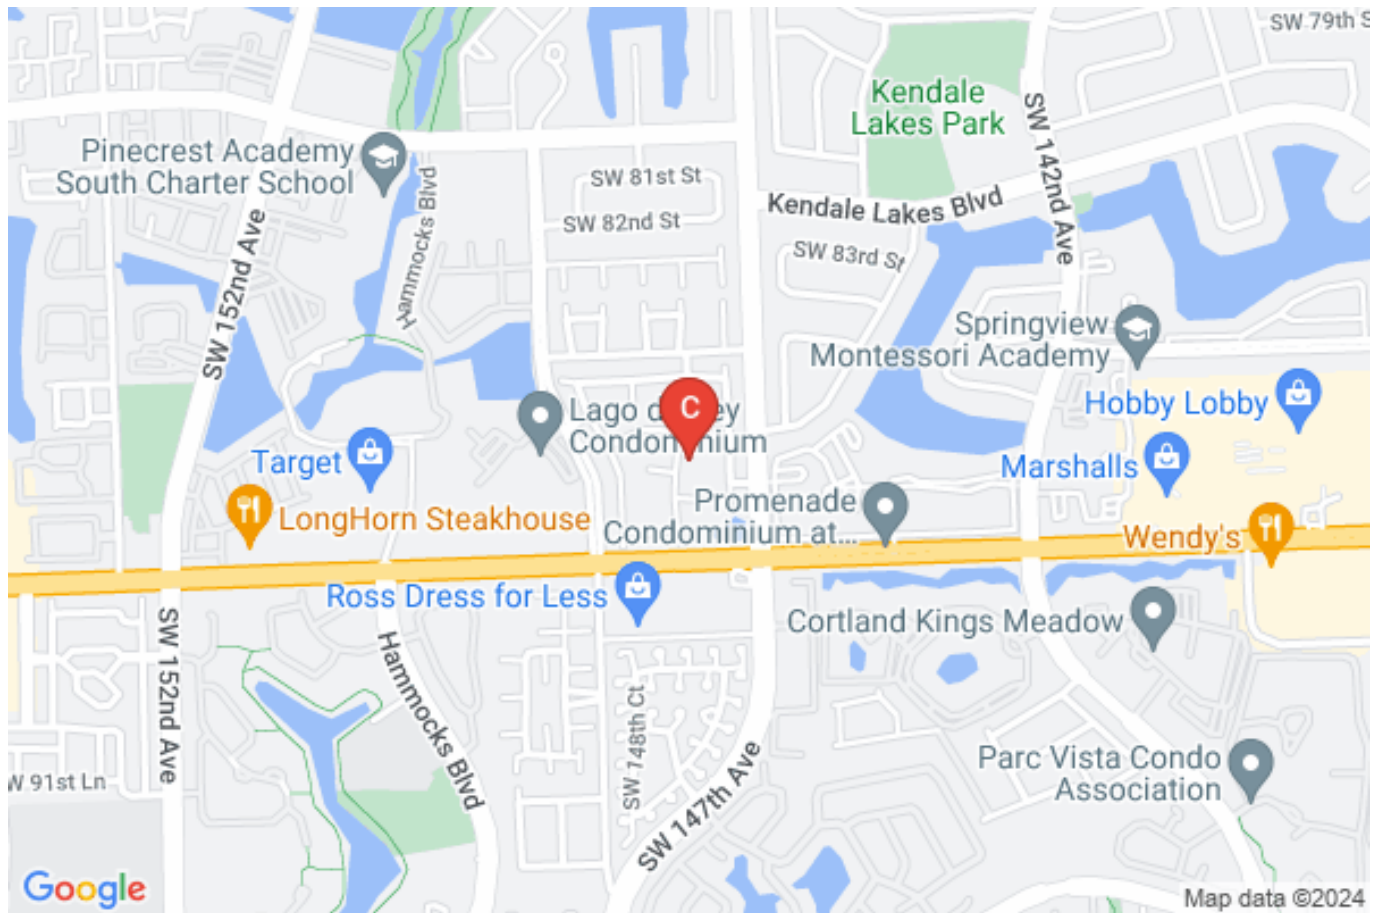 SW 79th S
Kendale
Lakes Park
SW 142nd Ave
Pinecrest Academy
South Charter School
Hammocks Blvd
SW 81st St
SW 82nd St
Kendale Lakes Blvd
SW 83rd St
SW 152nd Ave
Springview
Montessori Academy
Hobby Lobby
C
Lago d ey
Condominium
Target
Marshalls
LongHorn Steakhouse
Promenade
Condominium at...
Wendy's
Ross Dress for Less
Cortland Kings Meadow
SW 152nd Ave
Hammocks Blvd
SW 148th Ct
SW 147th Ave
Parc Vista Condo
Association
W 91st Ln
Google
Map data ©2024